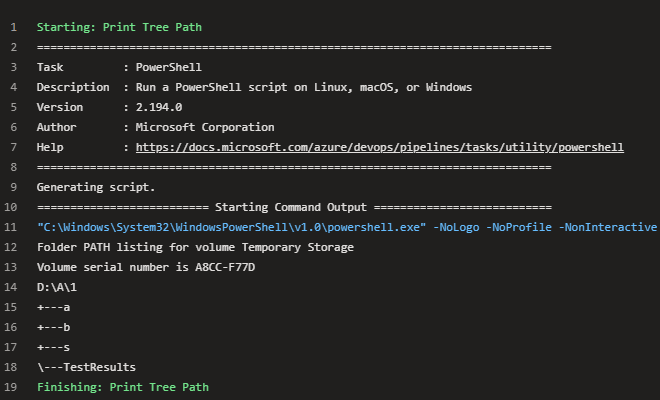 1 Starting: Print Tree Path
2 ==============================================================================
3 Task : PowerShell
4 Description : Run a PowerShell script on Linux, macOS, or Windows
5 Version : 2.194.0
6 Author : Microsoft Corporation
7 Help : https://docs.microsoft.com/azure/devops/pipelines/tasks/utility/powershell
8 ==============================================================================
9 Generating script.
10 ========================== Starting Command Output ===========================
11 "C:\Windows\System32\WindowsPowerShell\v1.0\powershell.exe" -NoLogo -NoProfile -NonInteractive
12 Folder PATH listing for volume Temporary Storage
13 Volume serial number is A8CC-F77D
14 D:\A\1
15 +---a
16 +---b
17 +---s
18 \---TestResults
19 Finishing: Print Tree Path